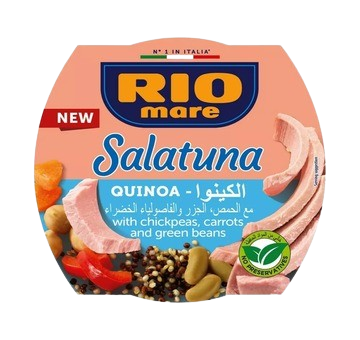 N° 1 IN ITALIA*
RIO
mare
NEW
Salatuna
QUINOA - الكينوا
مع الحمص، الجزر والفاصولياء الخضراء
with chickpeas, carrots
and green beans
NO PRESERVATIVES